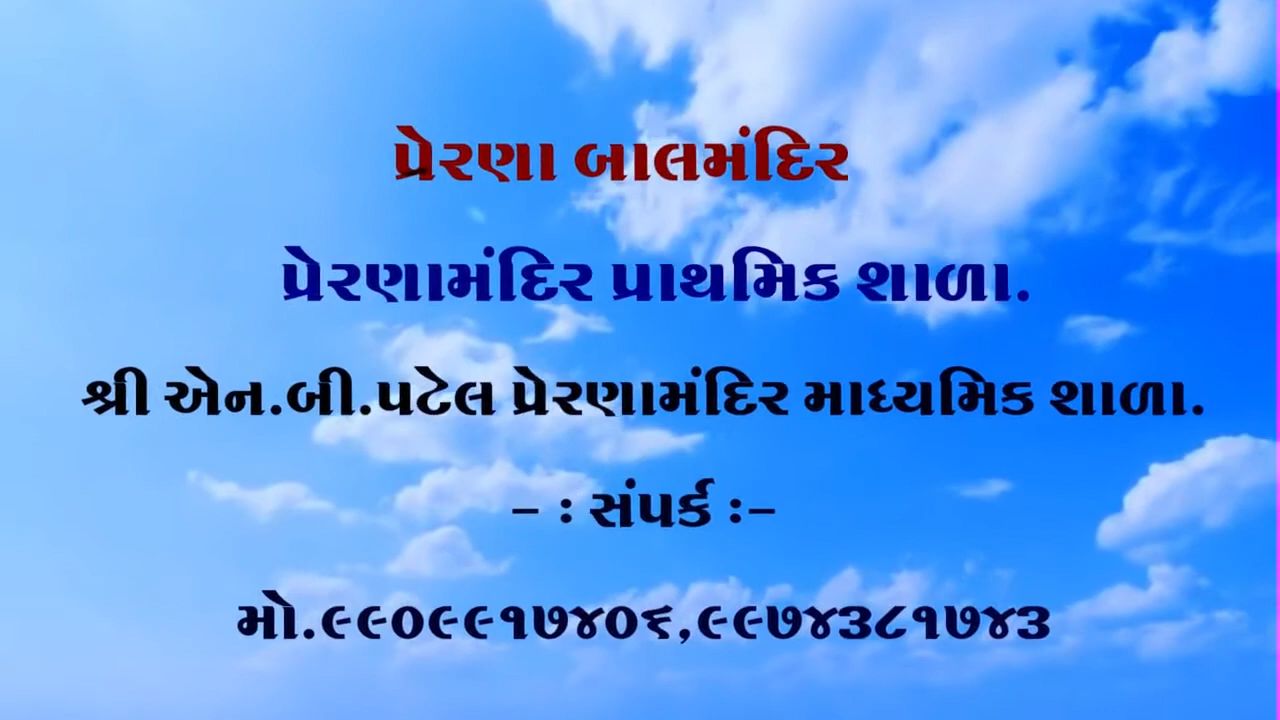 પ્રેરણા બાલમંદિર
પ્રેરણામંદિર પ્રાથમિક શાળા.
શ્રી એન.બી.પટેલ પ્રેરણામંદિર માધ્યમિક શાળા.
- : સંપર્ક :-
મો.૯૯૦૯૯૧૭૪૦૬,૯૯૭૪૩૮૧૭૪૩